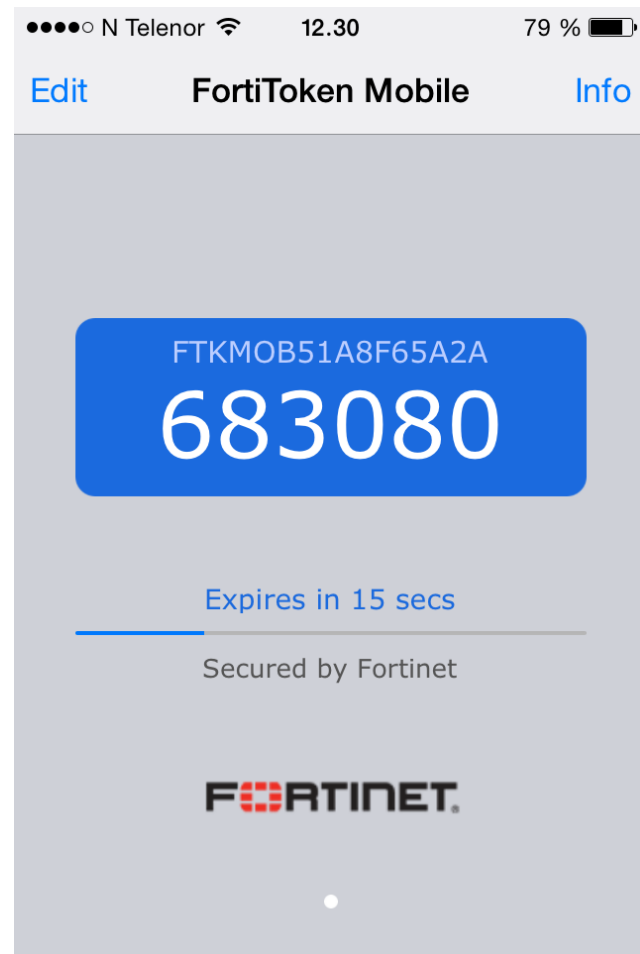 N Telenor 12.30 79 %
Edit FortiToken Mobile Info
FTKMOB51A8F65A2A
683080
Expires in 15 secs
Secured by Fortinet
FORTINET